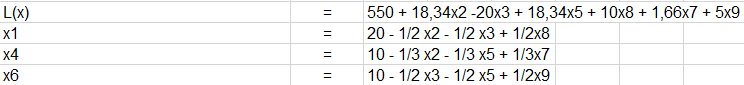 L(x) = 550 + 18,34x2 -20x3 + 18,34x5 + 10x8 + 1,66x7 + 5x9
x1 = 20 - 1/2 x2 - 1/2 x3 + 1/2x8
x4 = 10 - 1/3 x2 - 1/3 x5 + 1/3x7
x6 = 10 - 1/2 x3 - 1/2 x5 + 1/2x9